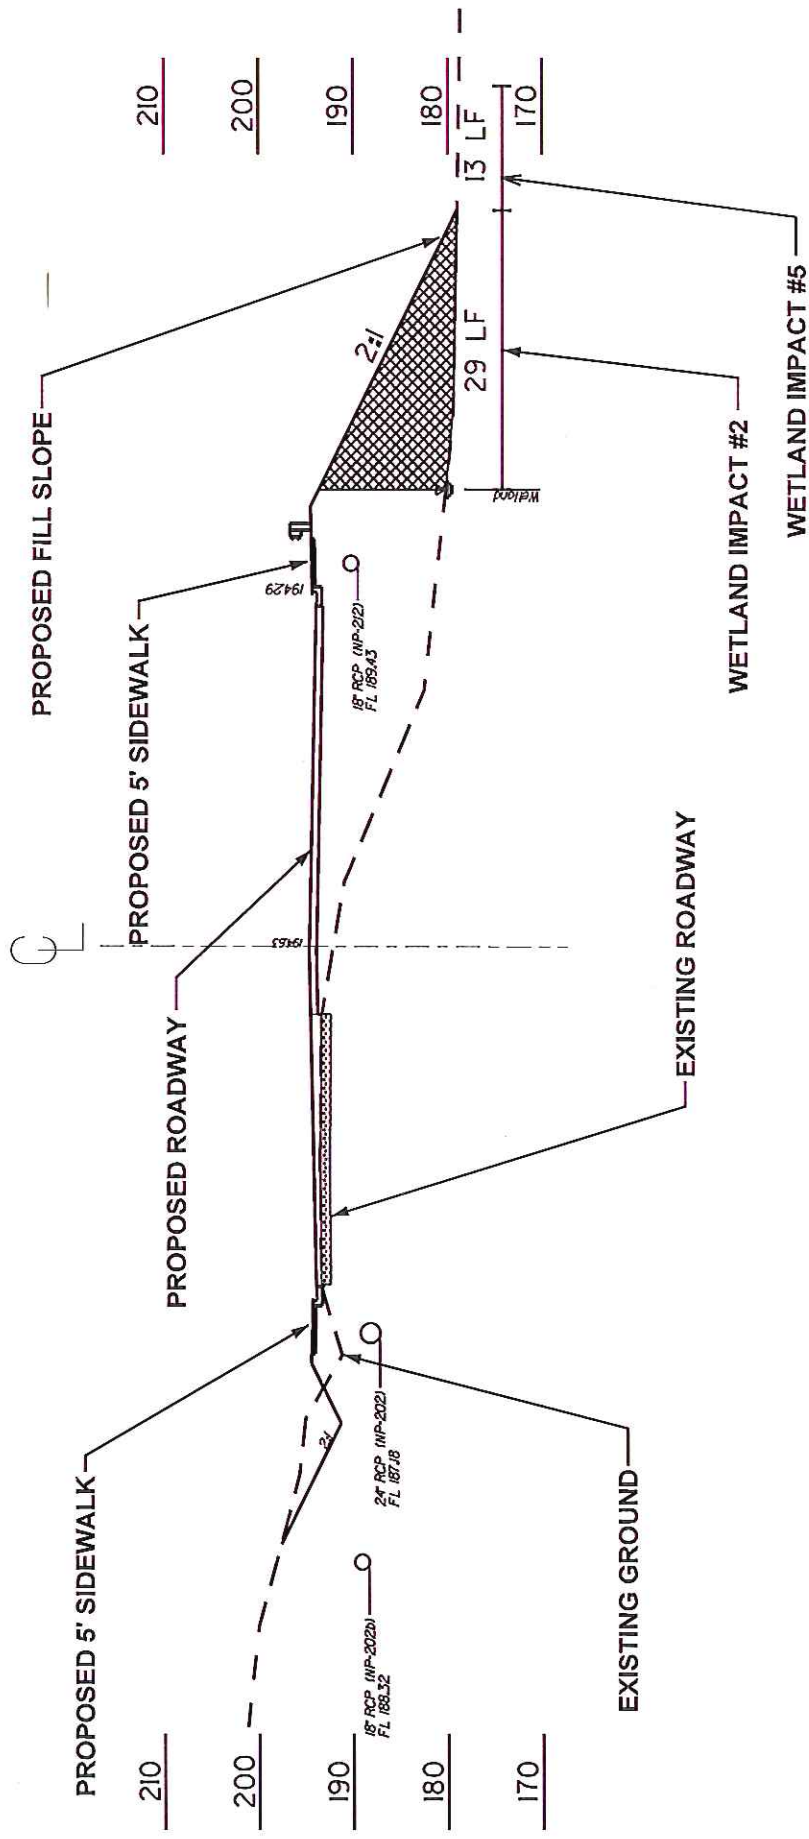 PROPOSED 5' SIDEWALK
PROPOSED ROADWAY
CL
PROPOSED 5' SIDEWALK
PROPOSED FILL SLOPE
210
200
190
180
170
210
200
190
180
170
2:1
194.63
194.29
2:1
18" RCP (NP-202b)
FL 188.32
24" RCP (NP-202)
FL 187.18
18" RCP (NP-212)
FL 189.43
Wetland
29 LF
13 LF
EXISTING GROUND
EXISTING ROADWAY
WETLAND IMPACT #2
WETLAND IMPACT #5